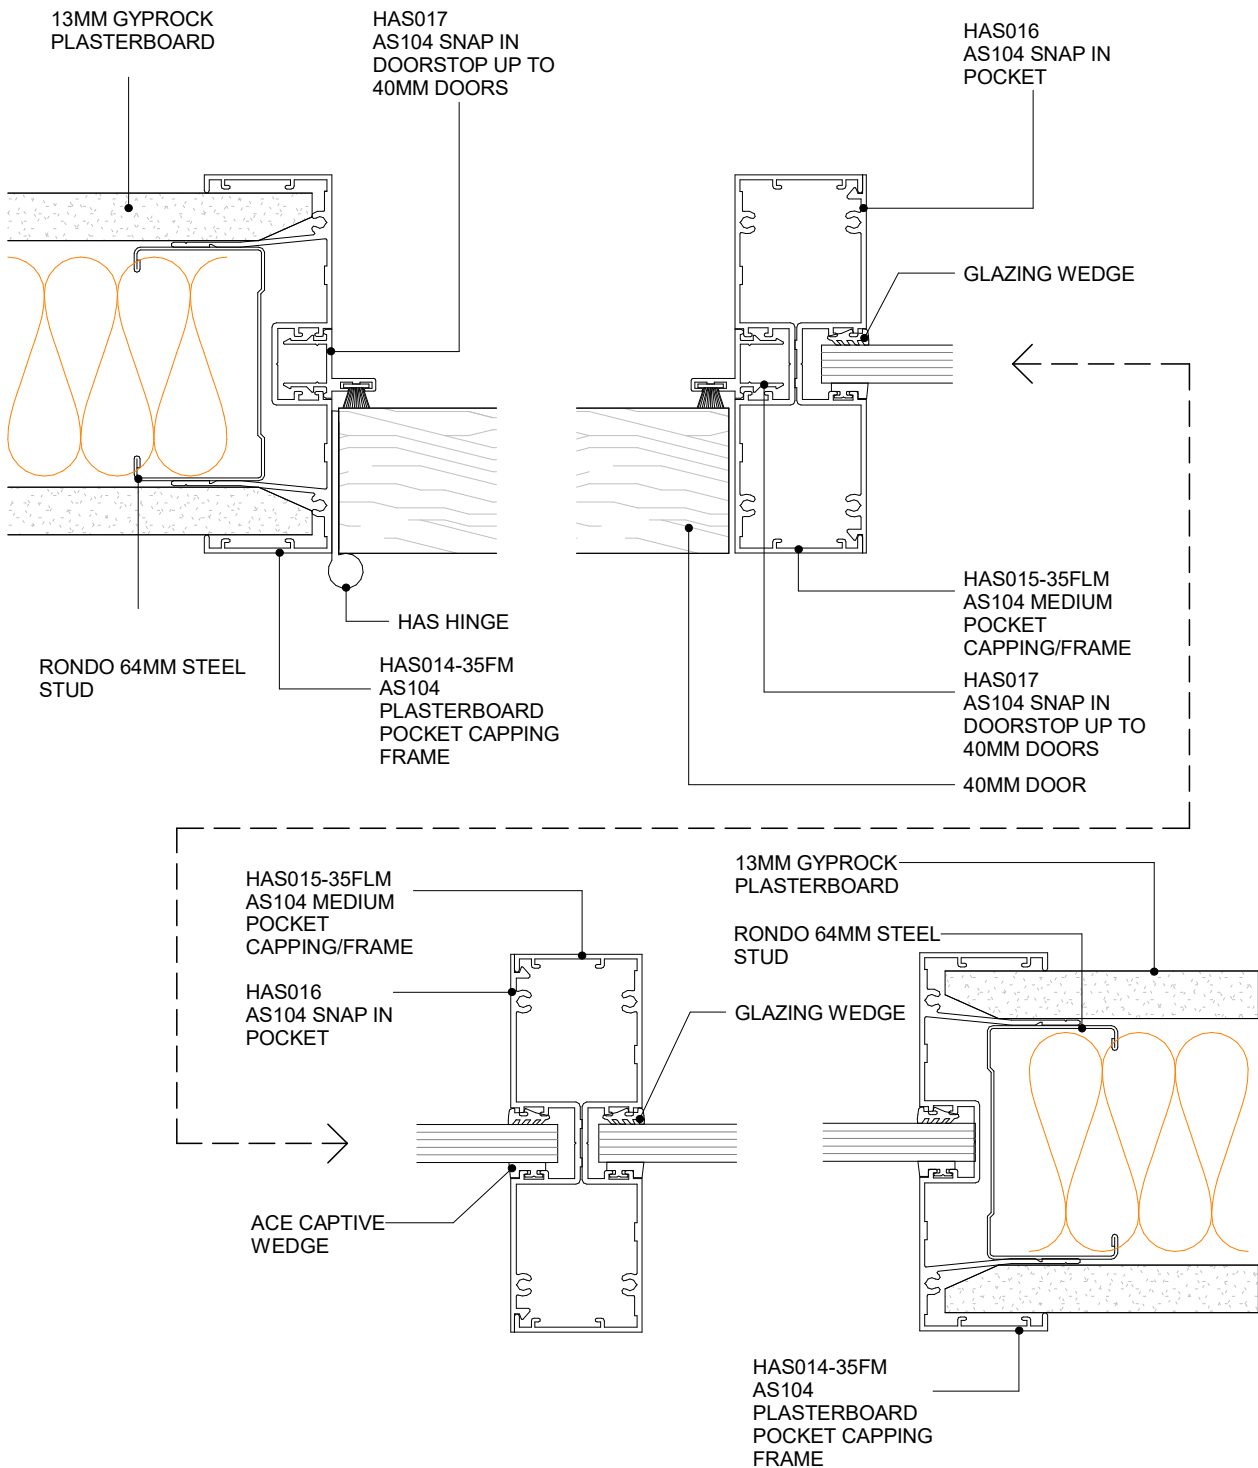 13MM GYPROCK
PLASTERBOARD
HAS017
AS104 SNAP IN
DOORSTOP UP TO
40MM DOORS
HAS016
AS104 SNAP IN
POCKET
GLAZING WEDGE
HAS HINGE
RONDO 64MM STEEL
STUD
HAS014-35FM
AS104
PLASTERBOARD
POCKET CAPPING
FRAME
HAS015-35FLM
AS104 MEDIUM
POCKET
CAPPING/FRAME
HAS017
AS104 SNAP IN
DOORSTOP UP TO
40MM DOORS
40MM DOOR
HAS015-35FLM
AS104 MEDIUM
POCKET
CAPPING/FRAME
HAS016
AS104 SNAP IN
POCKET
ACE CAPTIVE
WEDGE
13MM GYPROCK
PLASTERBOARD
RONDO 64MM STEEL
STUD
GLAZING WEDGE
HAS014-35FM
AS104
PLASTERBOARD
POCKET CAPPING
FRAME